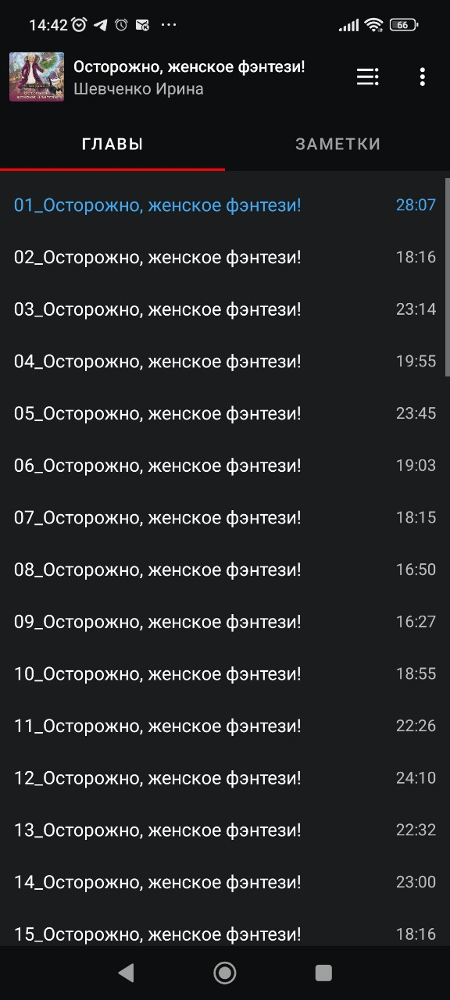 14:42
66
Осторожно, женское фэнтези!
Шевченко Ирина
ГЛАВЫ ЗАМЕТКИ
01_Осторожно, женское фэнтези! 28:07
02_Осторожно, женское фэнтези! 18:16
03_Осторожно, женское фэнтези! 23:14
04_Осторожно, женское фэнтези! 19:55
05_Осторожно, женское фэнтези! 23:45
06_Осторожно, женское фэнтези! 19:03
07_Осторожно, женское фэнтези! 18:15
08_Осторожно, женское фэнтези! 16:50
09_Осторожно, женское фэнтези! 16:27
10_Осторожно, женское фэнтези! 18:55
11_Осторожно, женское фэнтези! 22:26
12_Осторожно, женское фэнтези! 24:10
13_Осторожно, женское фэнтези! 22:32
14_Осторожно, женское фэнтези! 23:00
15_Осторожно, женское фэнтези! 18:16